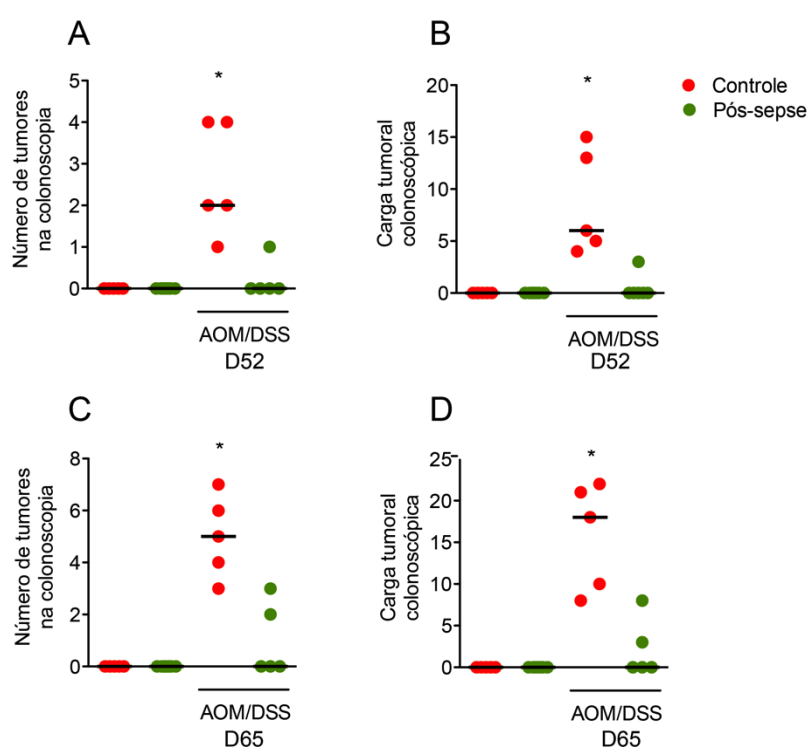 A
Número de tumores
na colonoscopia
5
4
3
2
1
0
*
AOM/DSS
D52
B
Carga tumoral
colonoscópica
20
15
10
5
0
*
AOM/DSS
D52
Controle
Pós-sepse
C
Número de tumores
na colonoscopia
8
6
4
2
0
*
AOM/DSS
D65
D
Carga tumoral
colonoscópica
25
20
15
10
5
0
*
AOM/DSS
D65